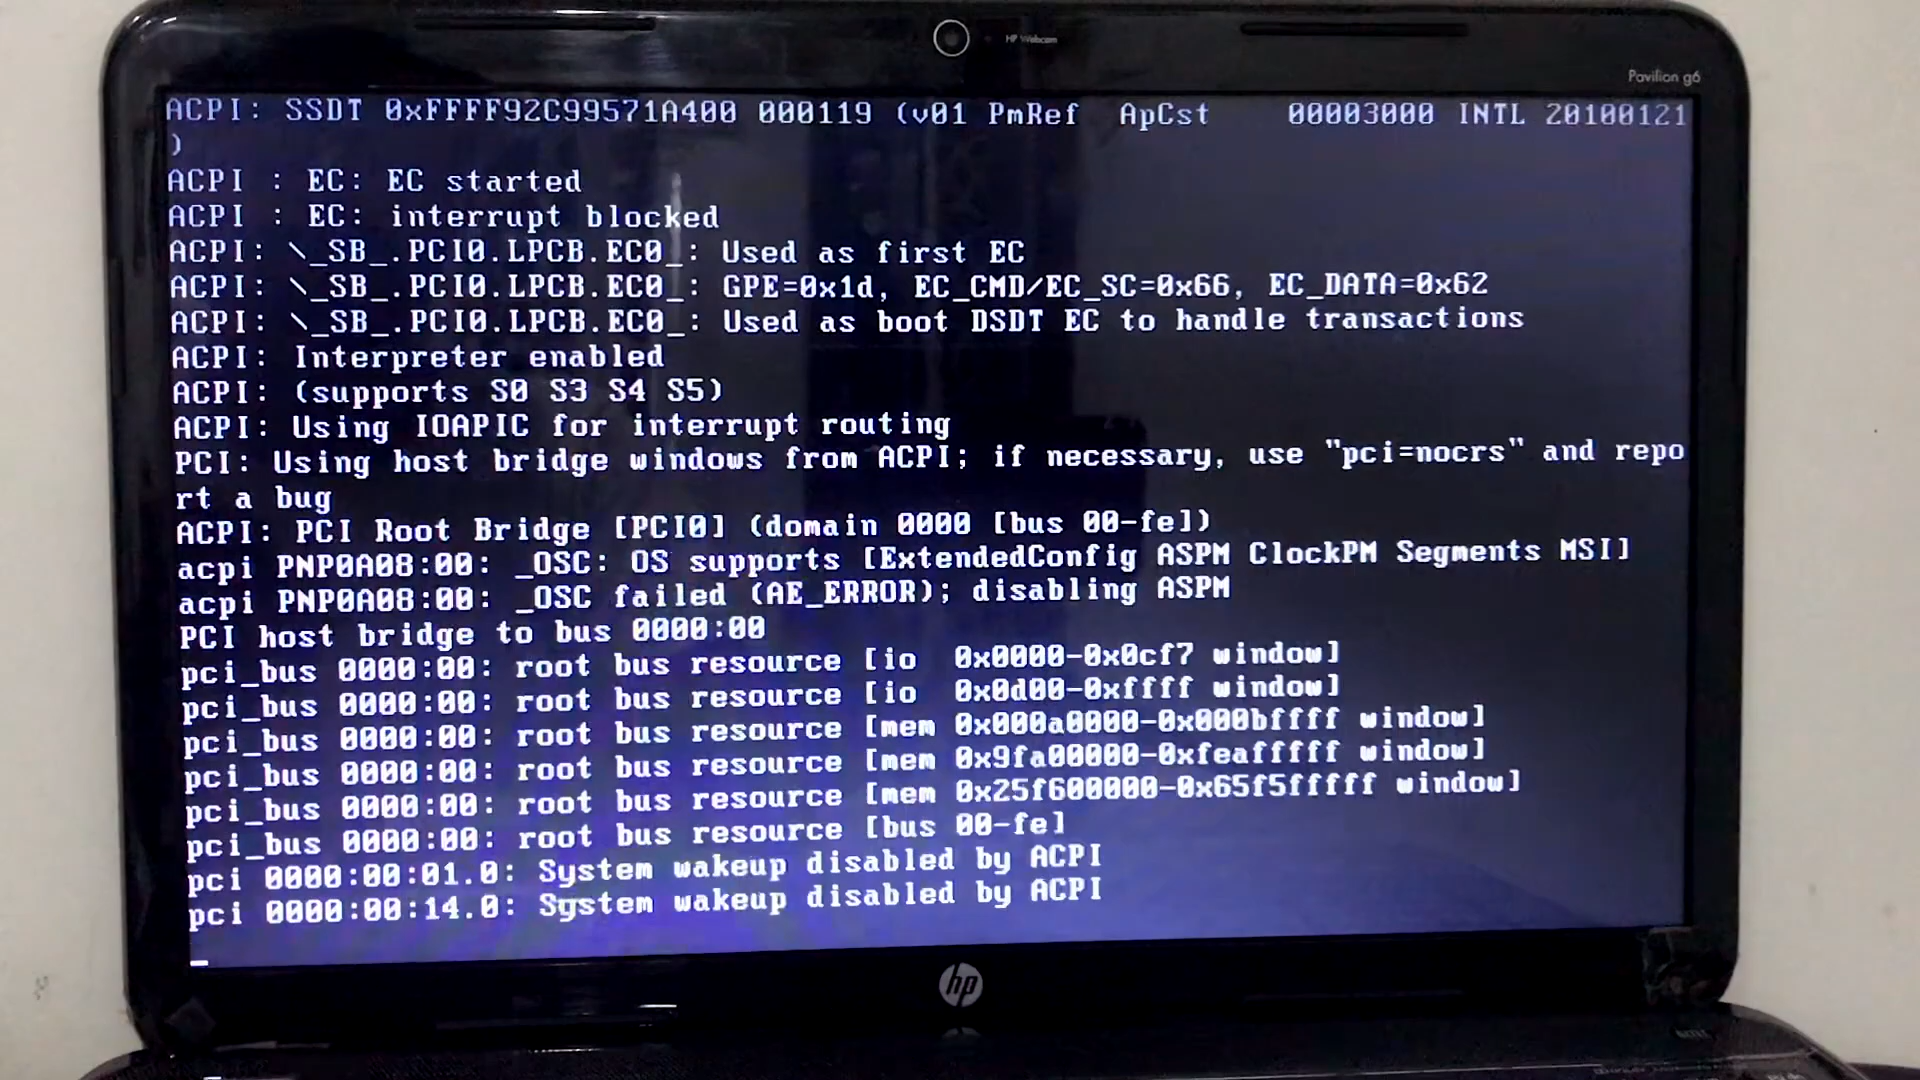 HP Webcam
Pavilion g6
ACPI: SSDT 0xFFFF92C99571A400 000119 (v01 PmRef  ApCst    00003000 INTL 20100121
)
ACPI : EC: EC started
ACPI : EC: interrupt blocked
ACPI: \_SB_.PCI0.LPCB.EC0_: Used as first EC
ACPI: \_SB_.PCI0.LPCB.EC0_: GPE=0x1d, EC_CMD/EC_SC=0x66, EC_DATA=0x62
ACPI: \_SB_.PCI0.LPCB.EC0_: Used as boot DSDT EC to handle transactions
ACPI: Interpreter enabled
ACPI: (supports S0 S3 S4 S5)
ACPI: Using IOAPIC for interrupt routing
PCI: Using host bridge windows from ACPI; if necessary, use "pci=nocrs" and repo
rt a bug
ACPI: PCI Root Bridge [PCI0] (domain 0000 [bus 00-fe])
acpi PNP0A08:00: _OSC: OS supports [ExtendedConfig ASPM ClockPM Segments MSI]
acpi PNP0A08:00: _OSC failed (AE_ERROR); disabling ASPM
PCI host bridge to bus 0000:00
pci_bus 0000:00: root bus resource [io  0x0000-0x0cf7 window]
pci_bus 0000:00: root bus resource [io  0x0d00-0xffff window]
pci_bus 0000:00: root bus resource [mem 0x000a0000-0x000bffff window]
pci_bus 0000:00: root bus resource [mem 0x9fa00000-0xfeafffff window]
pci_bus 0000:00: root bus resource [mem 0x25f600000-0x65f5fffff window]
pci_bus 0000:00: root bus resource [bus 00-fe]
pci 0000:00:01.0: System wakeup disabled by ACPI
pci 0000:00:14.0: System wakeup disabled by ACPI
hp